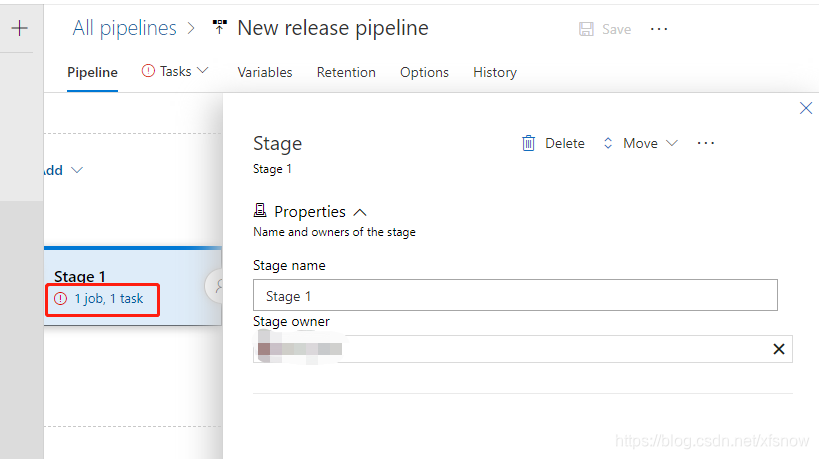 All pipelines > New release pipeline Save ...
Pipeline Tasks Variables Retention Options History
Stage Delete Move ...
Stage 1
Add
Properties
Name and owners of the stage
Stage name
Stage 1
1 job, 1 task
Stage 1
Stage owner
https://blog.csdn.net/xfsnow